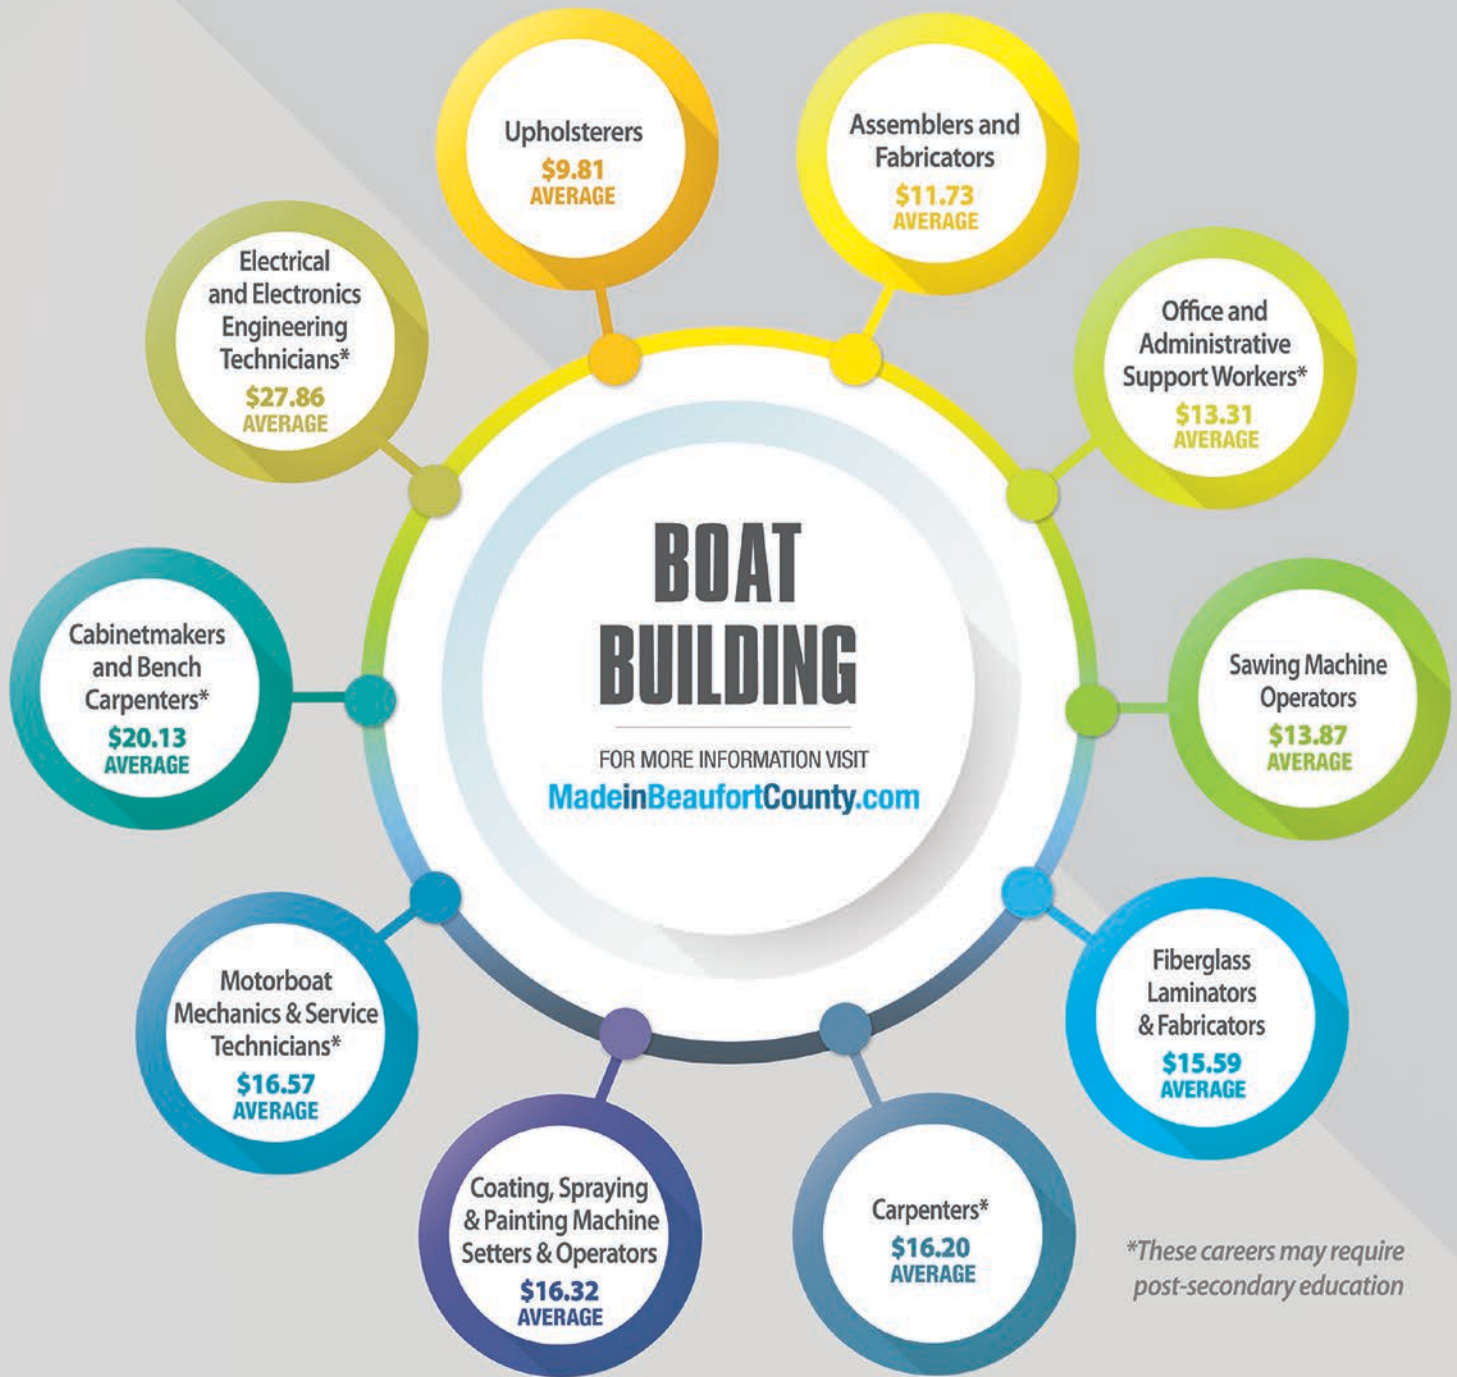 Upholsterers
$9.81
AVERAGE
Assemblers and
Fabricators
$11.73
AVERAGE
Office and
Administrative
Support Workers*
$13.31
AVERAGE
Sawing Machine
Operators
$13.87
AVERAGE
Fiberglass
Laminators
& Fabricators
$15.59
AVERAGE
Carpenters*
$16.20
AVERAGE
Coating, Spraying
& Painting Machine
Setters & Operators
$16.32
AVERAGE
Motorboat
Mechanics & Service
Technicians*
$16.57
AVERAGE
Cabinetmakers
and Bench
Carpenters*
$20.13
AVERAGE
Electrical
and Electronics
Engineering
Technicians*
$27.86
AVERAGE
BOAT
BUILDING
FOR MORE INFORMATION VISIT
MadeinBeaufortCounty.com
*These careers may require
post-secondary education